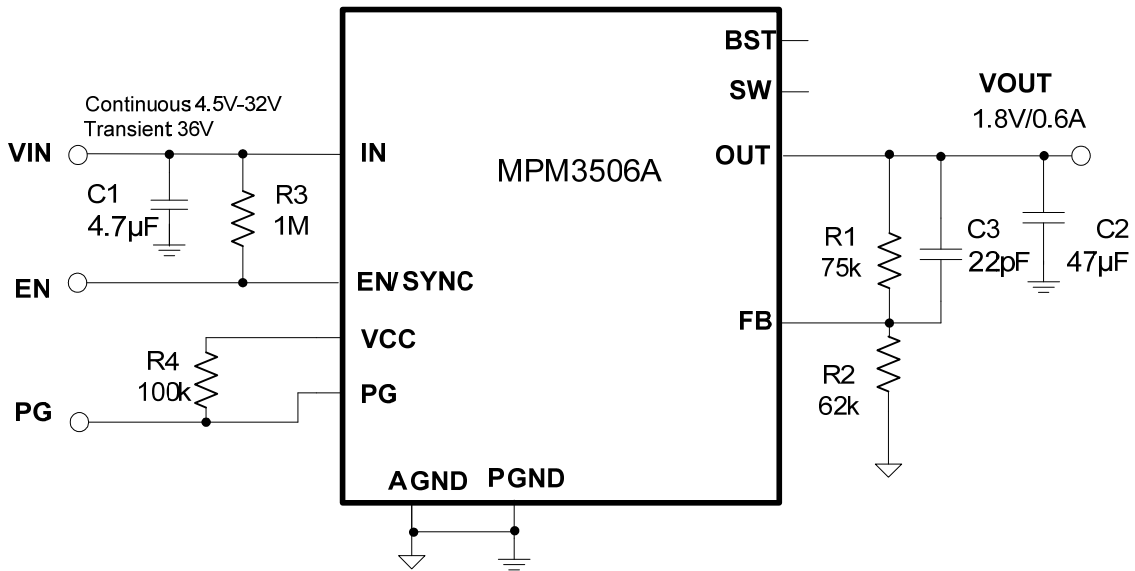 BST
SW
VOUT
1.8V/0.6A
Continuous 4.5V-32V
Transient 36V
VIN
IN
MPM3506A
OUT
C1
4.7µF
R3
1M
R1
75k
C3
22pF
C2
47µF
EN
EN/SYNC
FB
VCC
R4
100k
PG
PG
R2
62k
AGND
PGND